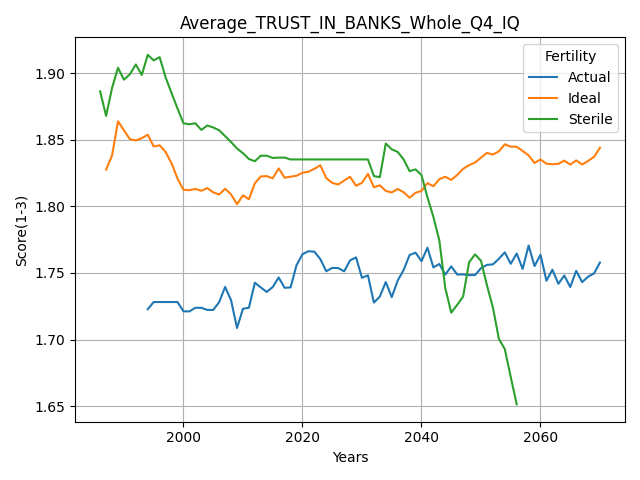 Average_TRUST_IN_BANKS_Whole_Q4_IQ
Fertility
Actual
Ideal
Sterile
Score(1-3)
1.90
1.85
1.80
1.75
1.70
1.65
2000
2020
2040
2060
Years